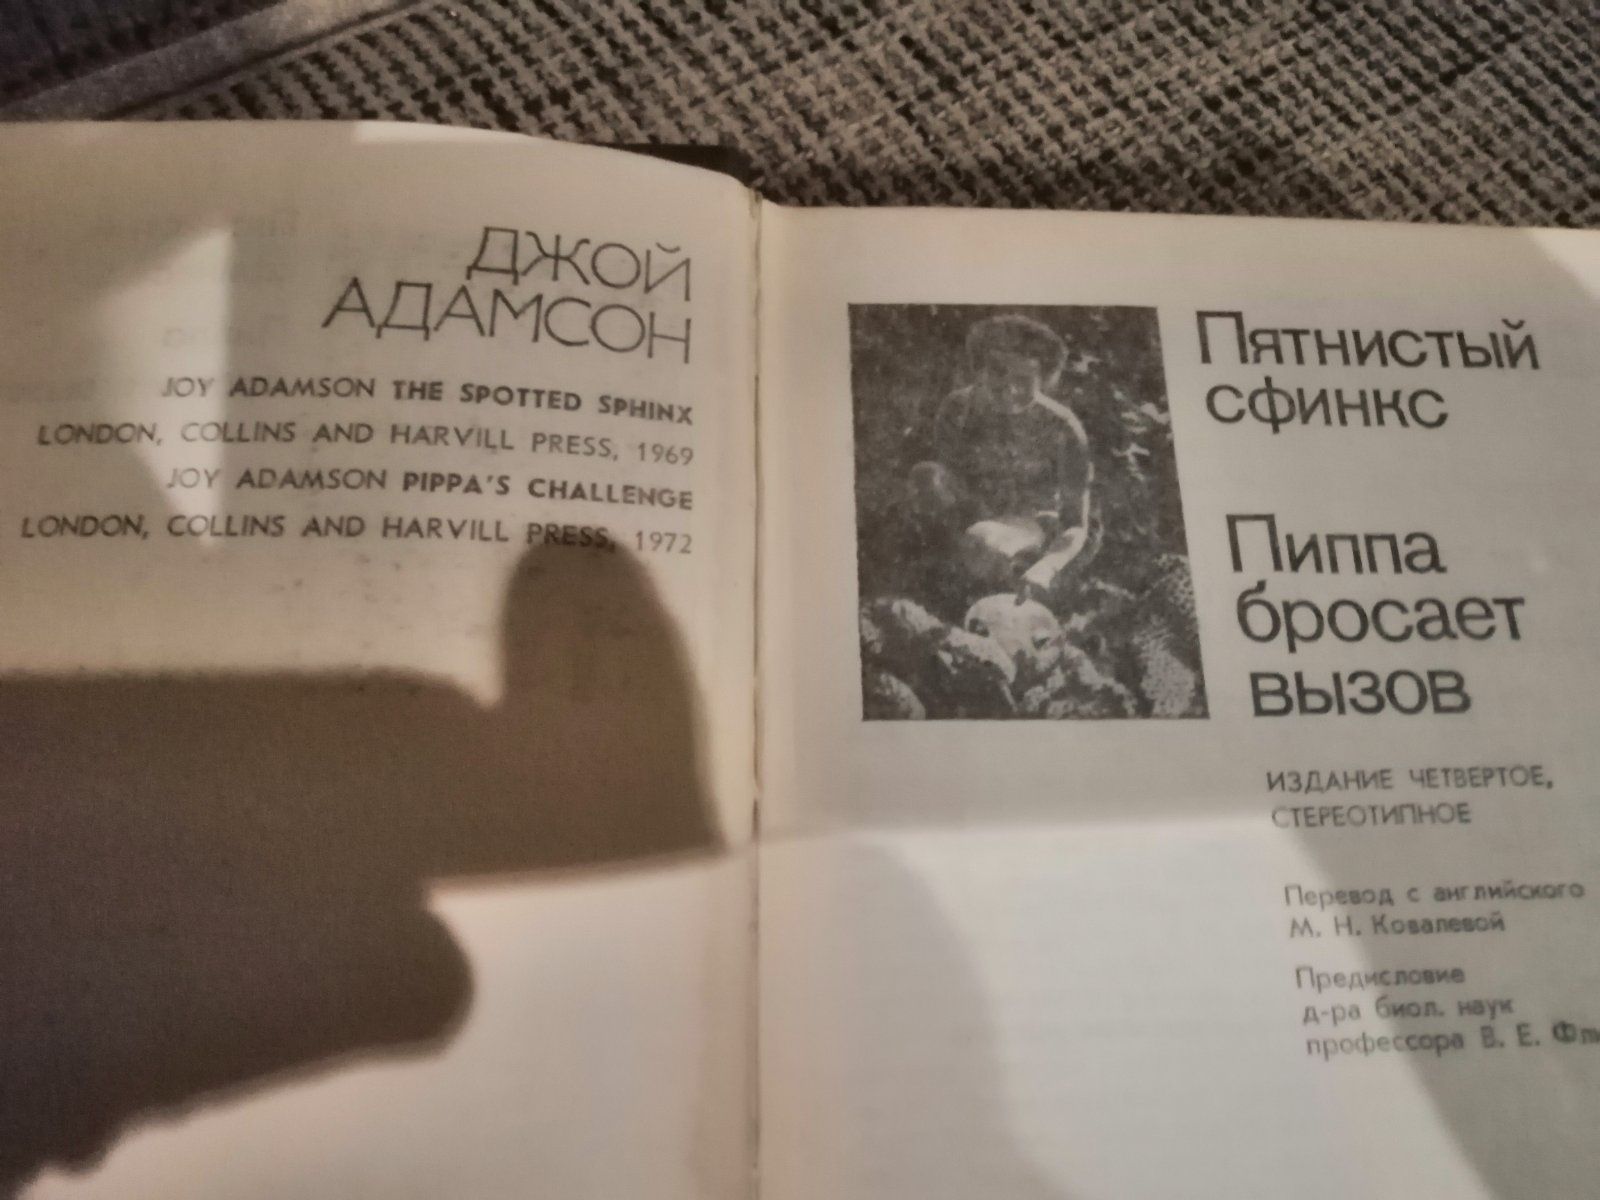 ДЖОЙ
АДАМСОН
JOY ADAMSON THE SPOTTED SPHINX
LONDON, COLLINS AND HARVILL PRESS, 1969
JOY ADAMSON PIPPA'S CHALLENGE
LONDON, COLLINS AND HARVILL PRESS, 1972
Пятнистый
сфинкс
Пиппа
бросает
вызов
ИЗДАНИЕ ЧЕТВЕРТОЕ,
СТЕРЕОТИПНОЕ
Перевод с английского
М. Н. Ковалевой
Предисловие
д-ра биол. наук
профессора В. Е.